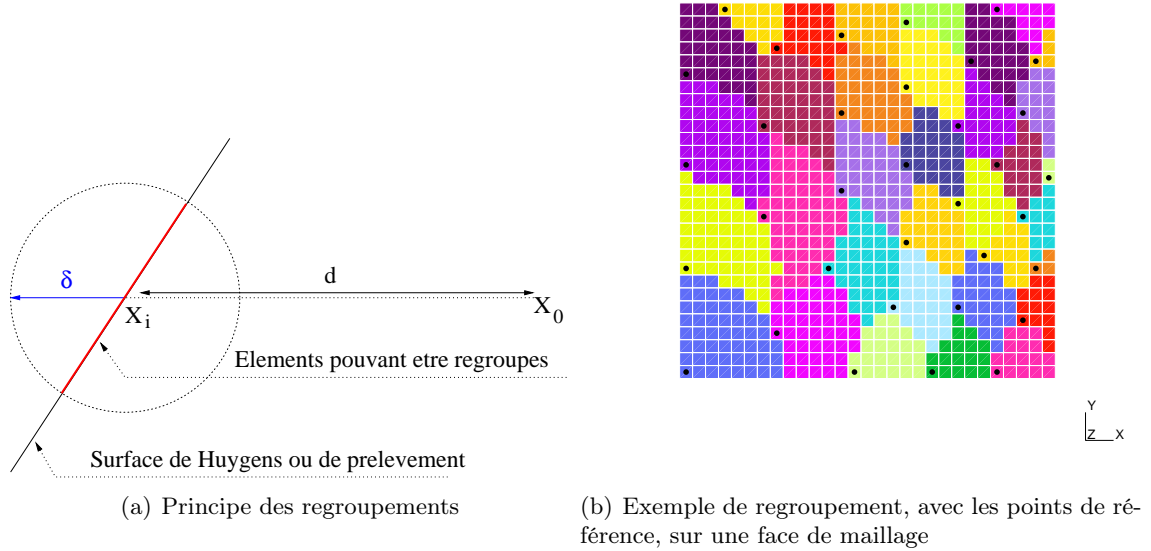 δ
d
X i
X 0
Elements pouvant etre regroupes
Surface de Huygens ou de prelevement
(a) Principe des regroupements
Y
Z X
(b) Exemple de regroupement, avec les points de ré-
férence, sur une face de maillage